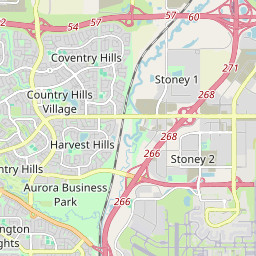 57
60
54
57
Coventry Hills
271
Stoney 1
Country Hills
Village
268
268
Harvest Hills
266
Stoney 2
ntry Hills
Aurora Business
Park
266
ington
ghts